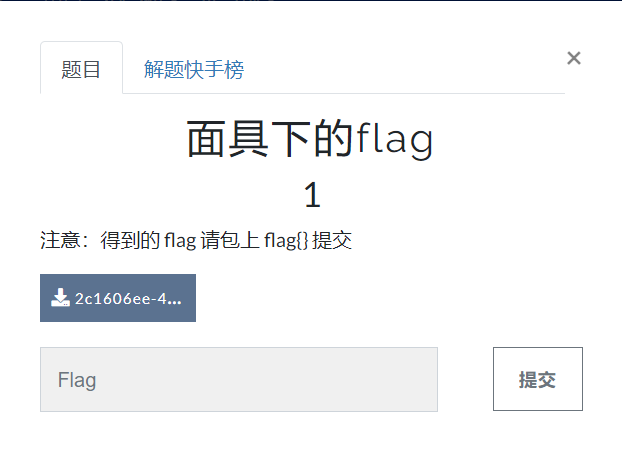 题目 解题快手榜 ×
面具下的flag
1
注意：得到的 flag 请包上 flag{} 提交
2c1606ee-4...
Flag 提交